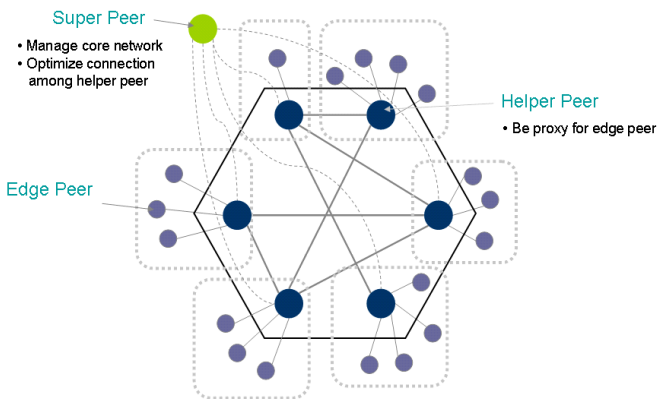 Super Peer
• Manage core network
• Optimize connection
among helper peer
Helper Peer
• Be proxy for edge peer
Edge Peer